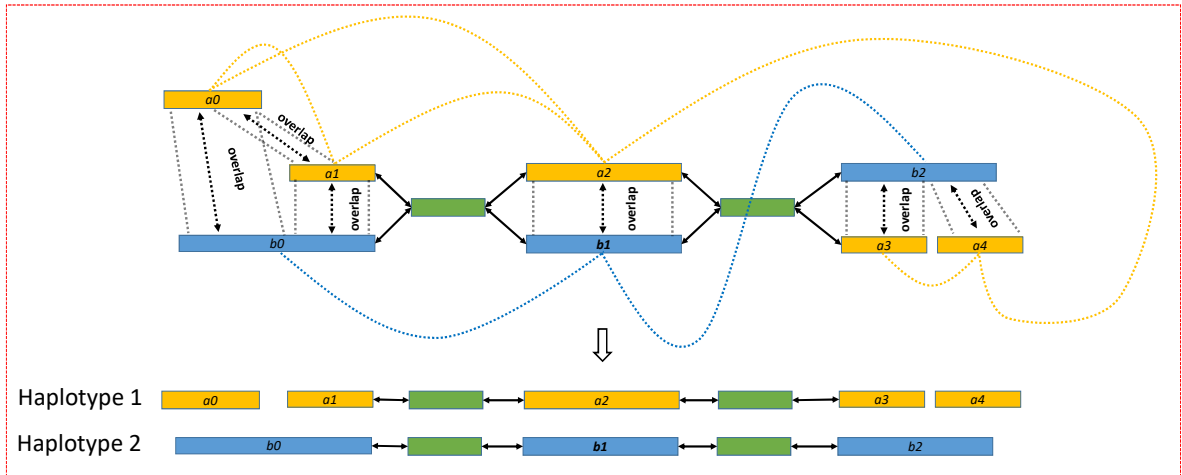 a0
overlap
overlap
a1
a2
b2
overlap
overlap
overlap
overlap
b0
b1
a3
a4
Haplotype 1
a0 a1 a2 a3 a4
Haplotype 2
b0 b1 b2